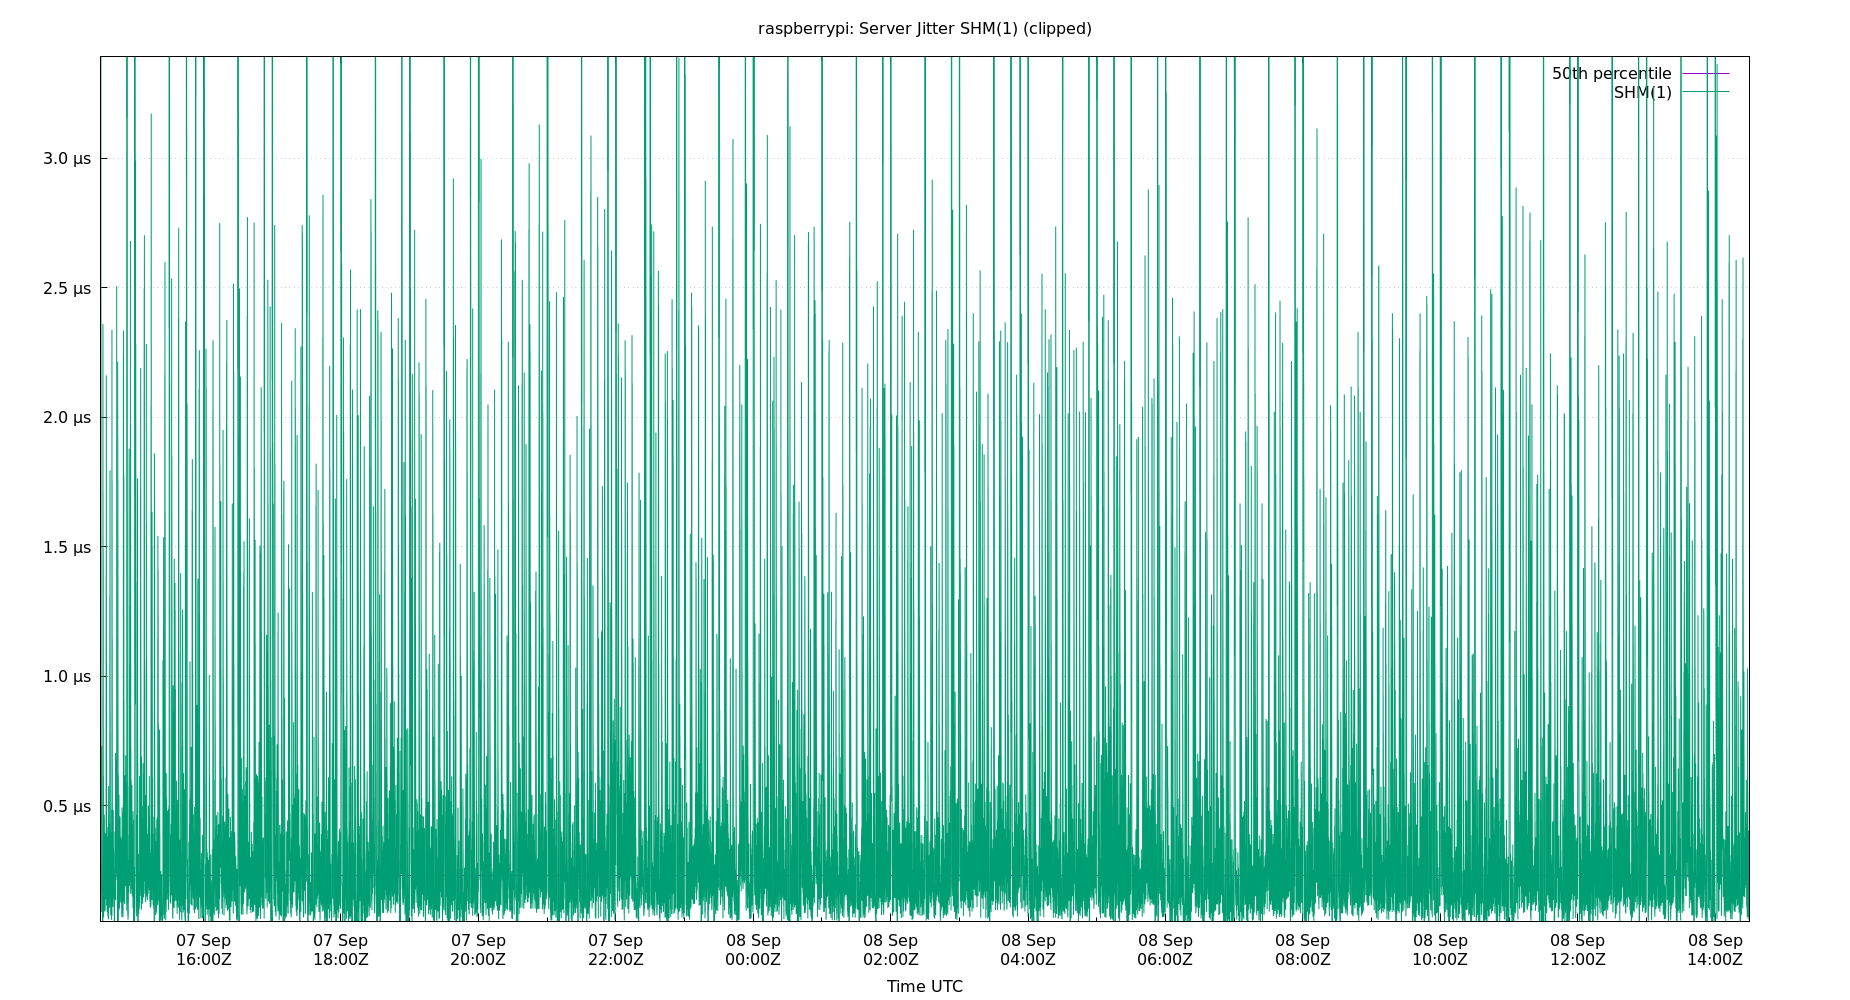 raspberrypi: Server Jitter SHM(1) (clipped)
50th percentile
SHM(1)
3.0 µs
2.5 µs
2.0 µs
1.5 µs
1.0 µs
0.5 µs
07 Sep 07 Sep 07 Sep 07 Sep 08 Sep 08 Sep 08 Sep 08 Sep 08 Sep 08 Sep 08 Sep 08 Sep
16:00Z 18:00Z 20:00Z 22:00Z 00:00Z 02:00Z 04:00Z 06:00Z 08:00Z 10:00Z 12:00Z 14:00Z
Time UTC